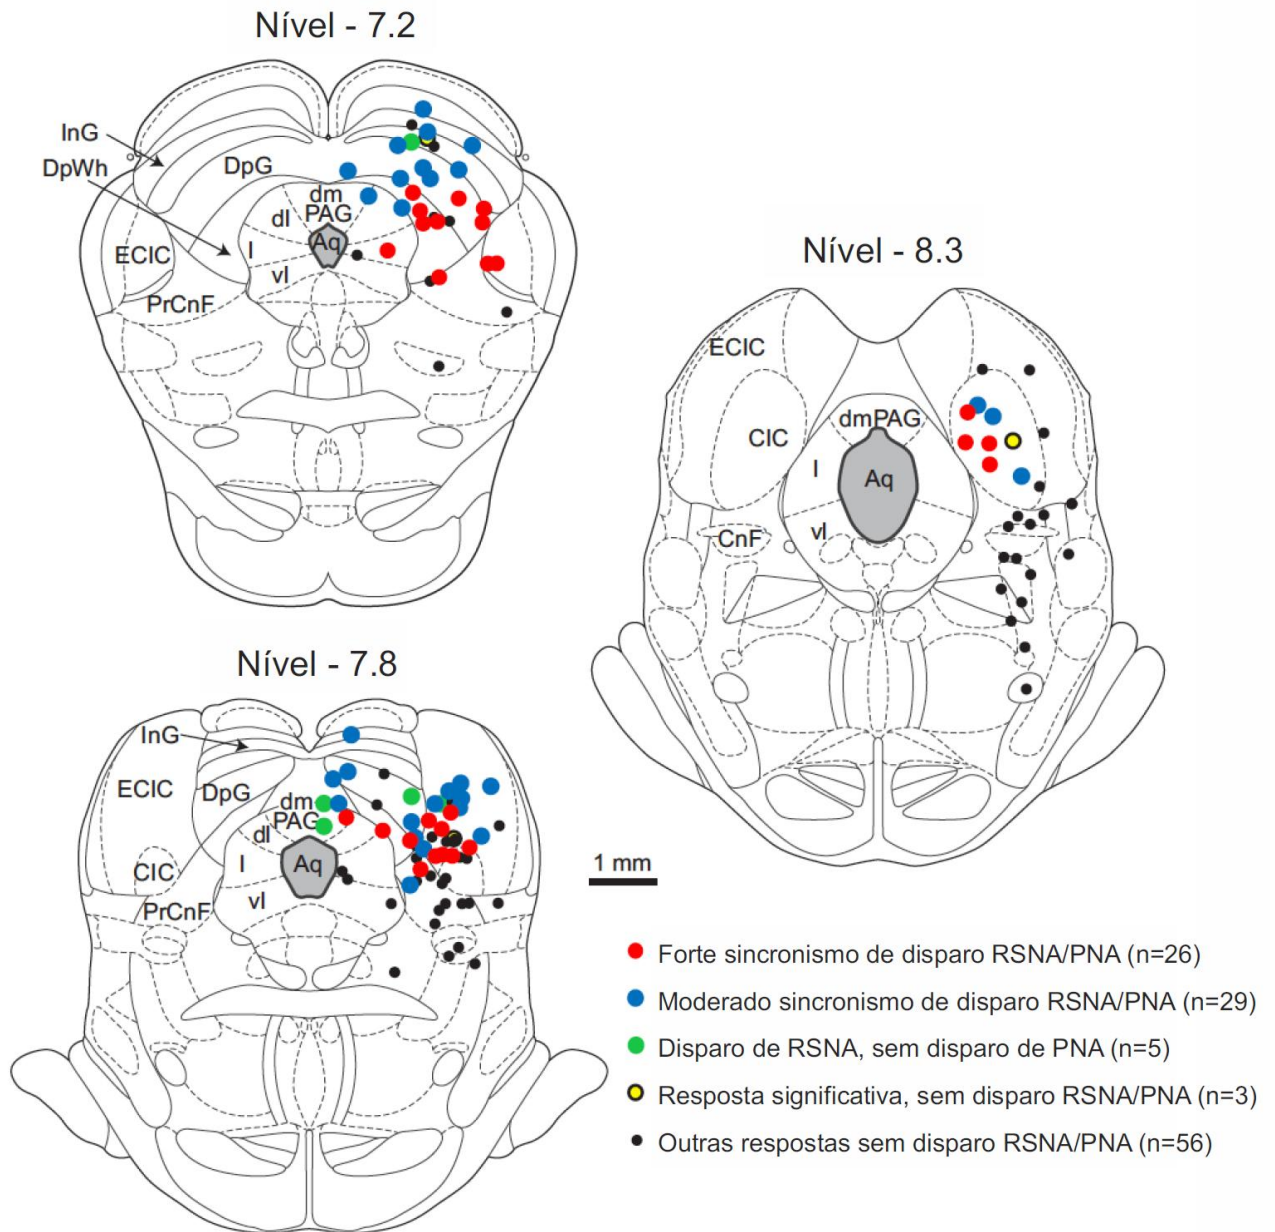 Nível - 7.2
InG
DpWh
DpG
dm
PAG
dl
Aq
l
vl
ECIC
PrCnF
Nível - 8.3
ECIC
CIC
dmPAG
l
Aq
vl
CnF
Nível - 7.8
InG
ECIC
DpG
dm
PAG
dl
l
Aq
CIC
vl
PrCnF
1 mm
Forte sincronismo de disparo RSNA/PNA (n=26)
Moderado sincronismo de disparo RSNA/PNA (n=29)
Disparo de RSNA, sem disparo de PNA (n=5)
Resposta significativa, sem disparo RSNA/PNA (n=3)
Outras respostas sem disparo RSNA/PNA (n=56)